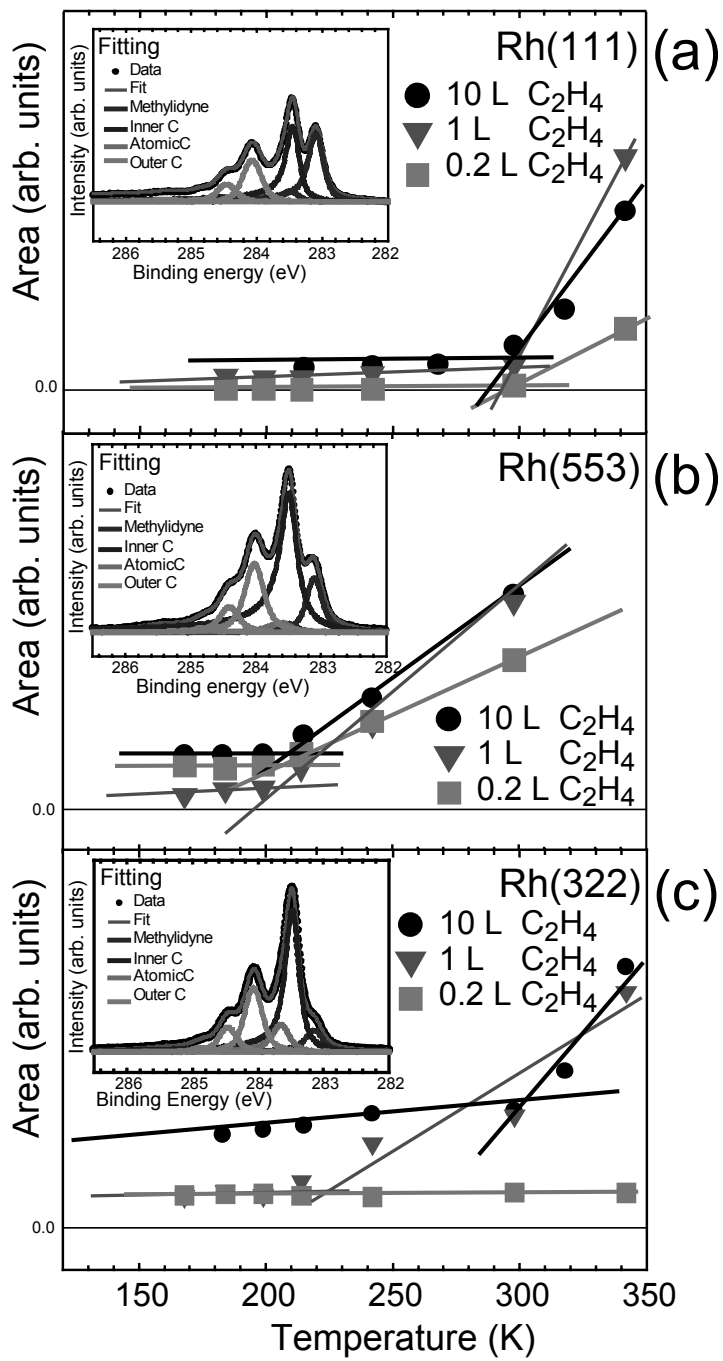 Rh(111)
(a)
Fitting
Data
Fit
Methylidyne
Inner C
AtomicC
Outer C
Intensity (arb. units)
286 285 284 283 282
Binding energy (eV)
10 L C₂H₄
1 L C₂H₄
0.2 L C₂H₄
Area (arb. units)
0.0
Rh(553)
(b)
Fitting
Data
Fit
Methylidyne
Inner C
AtomicC
Outer C
Intensity (arb. units)
286 285 284 283 282
Binding energy (eV)
10 L C₂H₄
1 L C₂H₄
0.2 L C₂H₄
Area (arb. units)
0.0
Rh(322)
(c)
Fitting
Data
Fit
Methylidyne
Inner C
AtomicC
Outer C
Intensity (arb. units)
286 285 284 283 282
Binding Energy (eV)
10 L C₂H₄
1 L C₂H₄
0.2 L C₂H₄
Area (arb. units)
0.0
150 200 250 300 350
Temperature (K)